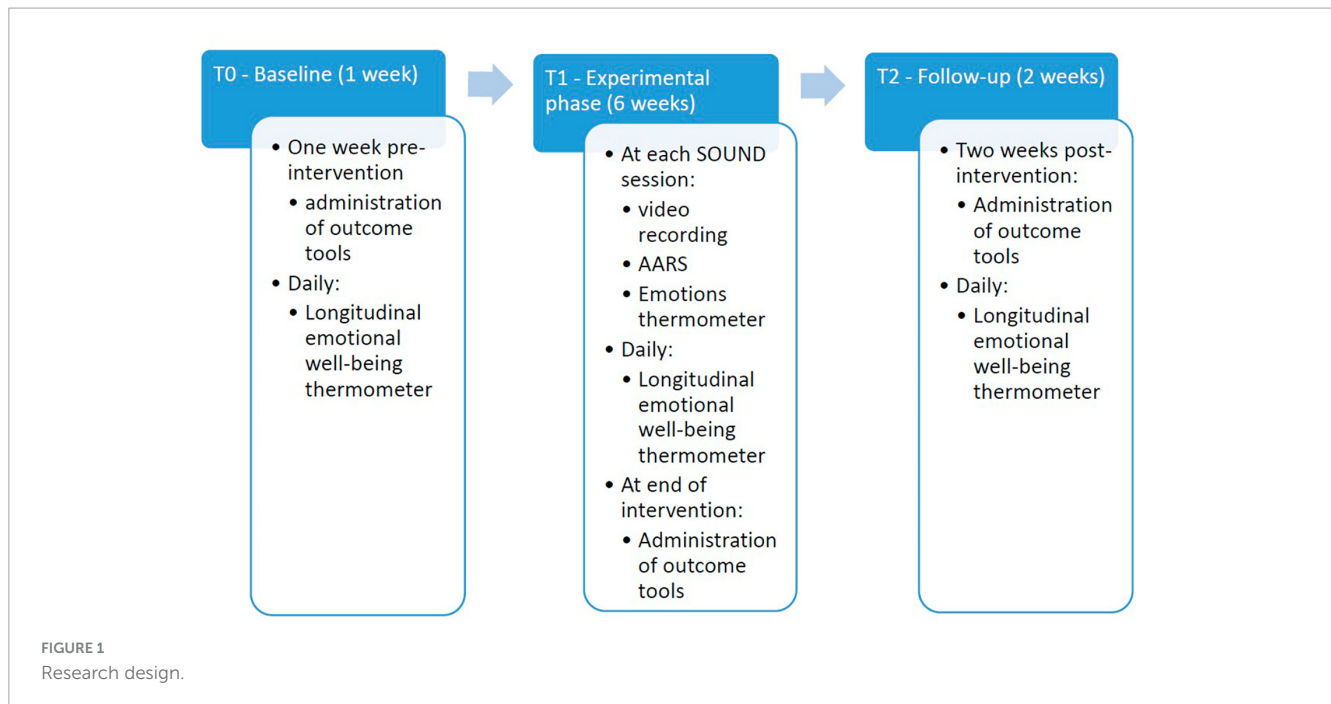 T0 - Baseline (1 week)
• One week pre-
intervention
• administration
of outcome
tools
• Daily:
• Longitudinal
emotional
well-being
thermometer
T1 - Experimental
phase (6 weeks)
• At each SOUND
session:
• video
recording
• AARS
• Emotions
thermometer
• Daily:
• Longitudinal
emotional
well-being
thermometer
• At end of
intervention:
• Administration
of outcome
tools
T2 - Follow-up (2 weeks)
• Two weeks post-
intervention:
• Administration
of outcome
tools
• Daily:
• Longitudinal
emotional
well-being
thermometer
FIGURE 1
Research design.